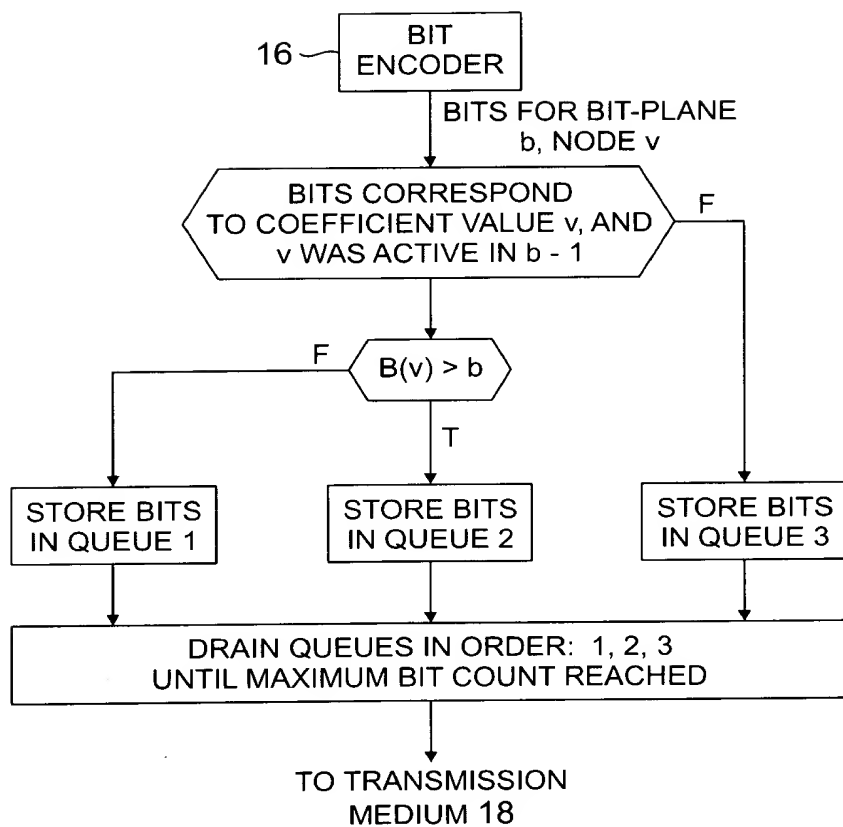 16
BIT
ENCODER
BITS FOR BIT-PLANE
b, NODE v
BITS CORRESPOND
TO COEFFICIENT VALUE v, AND
v WAS ACTIVE IN b - 1
F
F
B(v) > b
T
STORE BITS
IN QUEUE 1
STORE BITS
IN QUEUE 2
STORE BITS
IN QUEUE 3
DRAIN QUEUES IN ORDER: 1, 2, 3
UNTIL MAXIMUM BIT COUNT REACHED
TO TRANSMISSION
MEDIUM 18